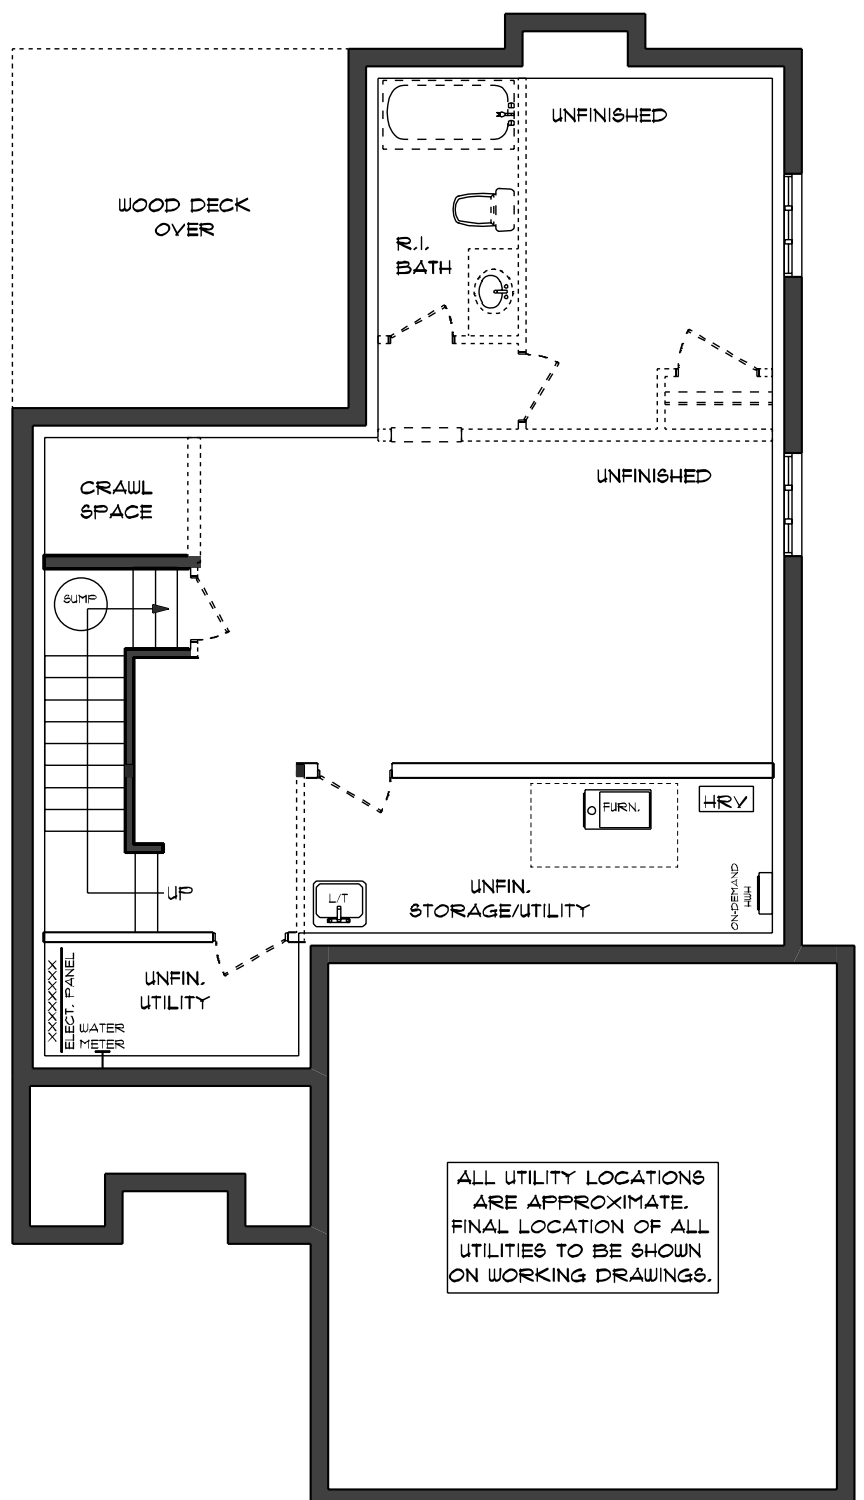 UNFINISHED
WOOD DECK
OVER
R.I.
BATH
UNFINISHED
CRAWL
SPACE
SUMP
FURN.
HRV
UP
L/T
UNFIN.
STORAGE/UTILITY
ON-DEMAND
HWH
UNFIN.
UTILITY
XXXXXXXX
ELECT. PANEL
WATER
METER
ALL UTILITY LOCATIONS
ARE APPROXIMATE.
FINAL LOCATION OF ALL
UTILITIES TO BE SHOWN
ON WORKING DRAWINGS.